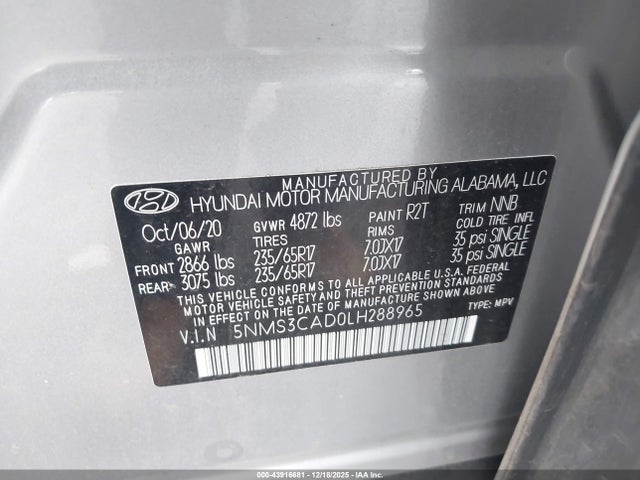 MANUFACTURED BY
HYUNDAI MOTOR MANUFACTURING ALABAMA, LLC
Oct/06/20 GVWR 4872 lbs PAINT R2T TRIM NNB
GAWR TIRES RIMS COLD TIRE INFL
FRONT 2866 lbs 235/65R17 7.0JX17 35 psi SINGLE
REAR 3075 lbs 235/65R17 7.0JX17 35 psi SINGLE
THIS VEHICLE CONFORMS TO ALL APPLICABLE U.S.A. FEDERAL
MOTOR VEHICLE SAFETY, BUMPER, AND THEFT PREVENTION STANDARDS
IN EFFECT ON THE DATE OF MANUFACTURE SHOWN ABOVE.
V.I.N 5NMS3CAD0LH288965 TYPE: MPV
000-43916681 - 12/18/2025 - IAA Inc.